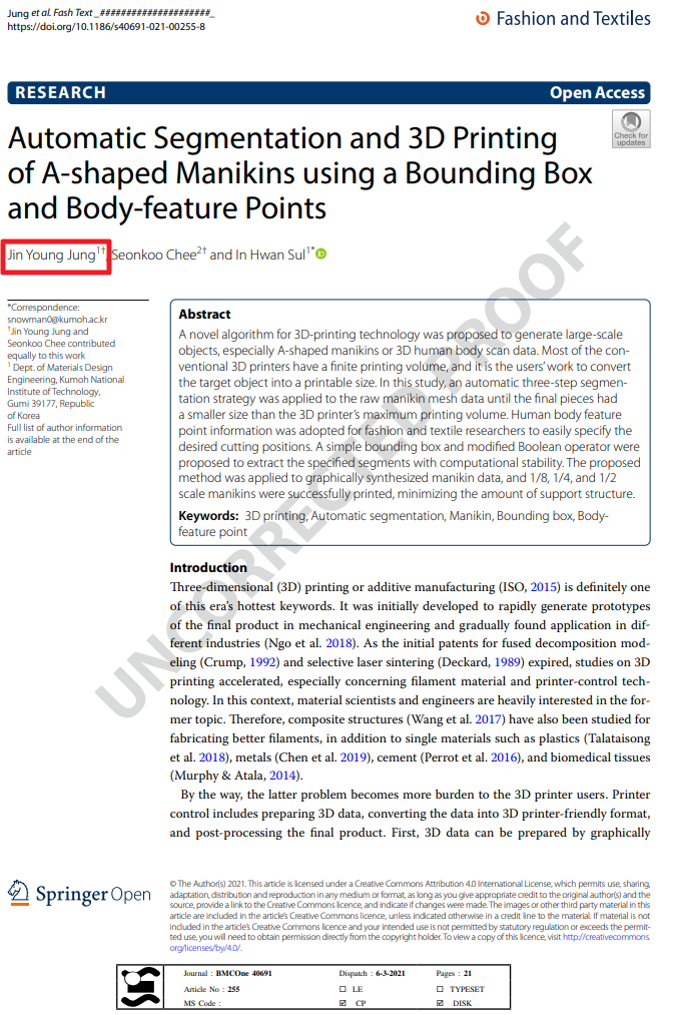 Jung et al. Fash Text _#####################_
https://doi.org/10.1186/s40691-021-00255-8
Fashion and Textiles
RESEARCH
Open Access
Check for
updates
Automatic Segmentation and 3D Printing
of A-shaped Manikins using a Bounding Box
and Body-feature Points
Jin Young Jung1†, Seonkoo Chee2† and In Hwan Sul1*
*Correspondence:
snowman0@kumoh.ac.kr
†Jin Young Jung and
Seonkoo Chee contributed
equally to this work
1 Dept. of Materials Design
Engineering, Kumoh National
Institute of Technology,
Gumi 39177, Republic
of Korea
Full list of author information
is available at the end of the
article
Abstract
A novel algorithm for 3D-printing technology was proposed to generate large-scale
objects, especially A-shaped manikins or 3D human body scan data. Most of the con-
ventional 3D printers have a finite printing volume, and it is the users' work to convert
the target object into a printable size. In this study, an automatic three-step segmen-
tation strategy was applied to the raw manikin mesh data until the final pieces had
a smaller size than the 3D printer's maximum printing volume. Human body feature
point information was adopted for fashion and textile researchers to easily specify the
desired cutting positions. A simple bounding box and modified Boolean operator were
proposed to extract the specified segments with computational stability. The proposed
method was applied to graphically synthesized manikin data, and 1/8, 1/4, and 1/2
scale manikins were successfully printed, minimizing the amount of support structure.
Keywords: 3D printing, Automatic segmentation, Manikin, Bounding box, Body-
feature point
Introduction
Three-dimensional (3D) printing or additive manufacturing (ISO, 2015) is definitely one
of this era's hottest keywords. It was initially developed to rapidly generate prototypes
of the final product in mechanical engineering and gradually found application in dif-
ferent industries (Ngo et al. 2018). As the initial patents for fused decomposition mod-
eling (Crump, 1992) and selective laser sintering (Deckard, 1989) expired, studies on 3D
printing accelerated, especially concerning filament material and printer-control tech-
nology. In this context, material scientists and engineers are heavily interested in the for-
mer topic. Therefore, composite structures (Wang et al. 2017) have also been studied for
fabricating better filaments, in addition to single materials such as plastics (Talataisong
et al. 2018), metals (Chen et al. 2019), cement (Perrot et al. 2016), and biomedical tissues
(Murphy & Atala, 2014).
By the way, the latter problem becomes more burden to the 3D printer users. Printer
control includes preparing 3D data, converting the data into 3D printer-friendly format,
and post-processing the final product. First, 3D data can be prepared by graphically
UNCORRECTED PROOF
Springer Open
© The Author(s) 2021. This article is licensed under a Creative Commons Attribution 4.0 International License, which permits use, sharing,
adaptation, distribution and reproduction in any medium or format, as long as you give appropriate credit to the original author(s) and the
source, provide a link to the Creative Commons licence, and indicate if changes were made. The images or other third party material in this
article are included in the article's Creative Commons licence, unless indicated otherwise in a credit line to the material. If material is not
included in the article's Creative Commons licence and your intended use is not permitted by statutory regulation or exceeds the permit-
ted use, you will need to obtain permission directly from the copyright holder. To view a copy of this licence, visit http://creativecommons.
org/licenses/by/4.0/.
Journal : BMCOne 40691 Dispatch : 6-3-2021 Pages : 21
Article No : 255 ☐ LE ☐ TYPESET
MS Code : ☑ CP ☑ DISK